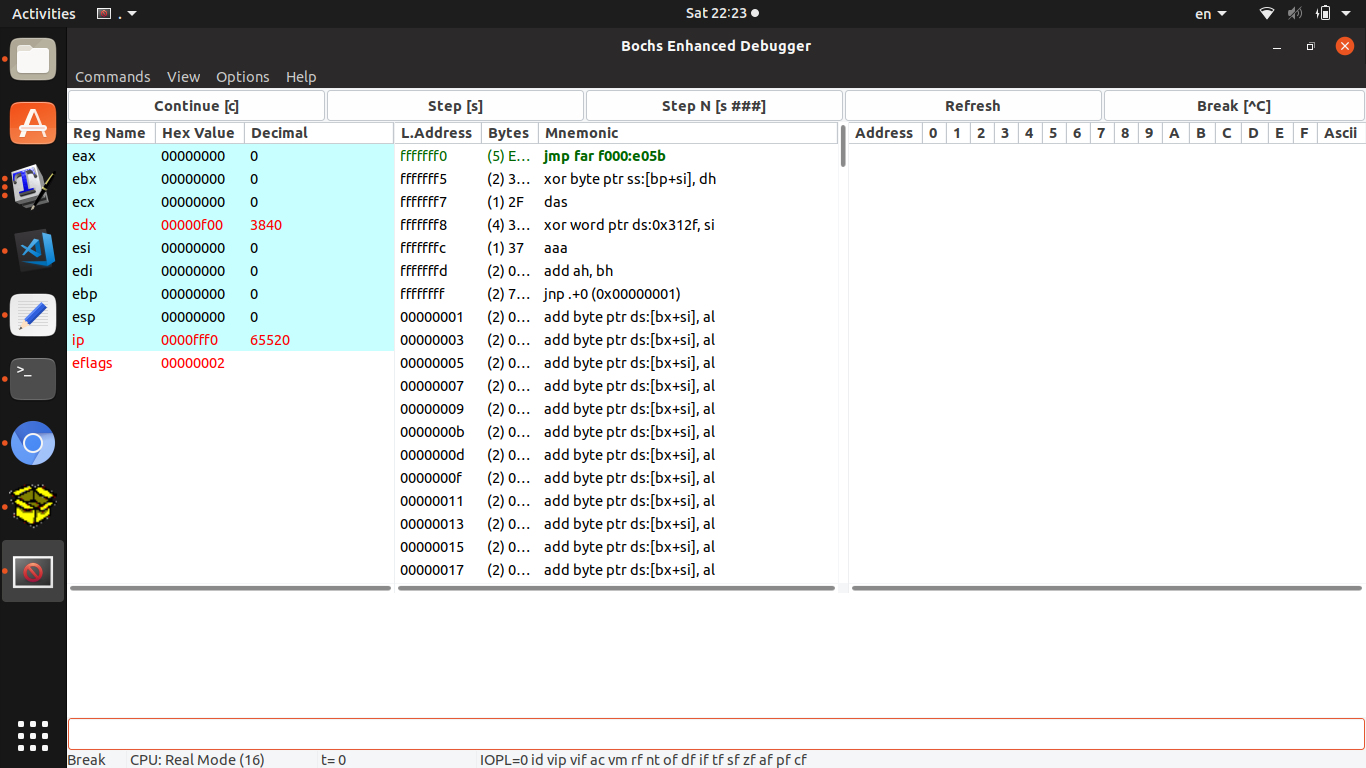 Activities . Sat 22:23 en
Bochs Enhanced Debugger
Commands View Options Help
Continue [c] Step [s] Step N [s ###] Refresh Break [^C]
Reg Name Hex Value Decimal L.Address Bytes Mnemonic Address 0 1 2 3 4 5 6 7 8 9 A B C D E F Ascii
eax 00000000 0 fffffff0 (5) E... jmp far f000:e05b
ebx 00000000 0 fffffff5 (2) 3... xor byte ptr ss:[bp+si], dh
ecx 00000000 0 fffffff7 (1) 2F das
edx 00000f00 3840 fffffff8 (4) 3... xor word ptr ds:0x312f, si
esi 00000000 0 fffffffc (1) 37 aaa
edi 00000000 0 fffffffd (2) 0... add ah, bh
ebp 00000000 0 ffffffff (2) 7... jnp .+0 (0x00000001)
esp 00000000 0 00000001 (2) 0... add byte ptr ds:[bx+si], al
ip 0000fff0 65520 00000003 (2) 0... add byte ptr ds:[bx+si], al
eflags 00000002 00000005 (2) 0... add byte ptr ds:[bx+si], al
00000007 (2) 0... add byte ptr ds:[bx+si], al
00000009 (2) 0... add byte ptr ds:[bx+si], al
0000000b (2) 0... add byte ptr ds:[bx+si], al
0000000d (2) 0... add byte ptr ds:[bx+si], al
0000000f (2) 0... add byte ptr ds:[bx+si], al
00000011 (2) 0... add byte ptr ds:[bx+si], al
00000013 (2) 0... add byte ptr ds:[bx+si], al
00000015 (2) 0... add byte ptr ds:[bx+si], al
00000017 (2) 0... add byte ptr ds:[bx+si], al
Break CPU: Real Mode (16) t= 0 IOPL=0 id vip vif ac vm rf nt of df if tf sf zf af pf cf